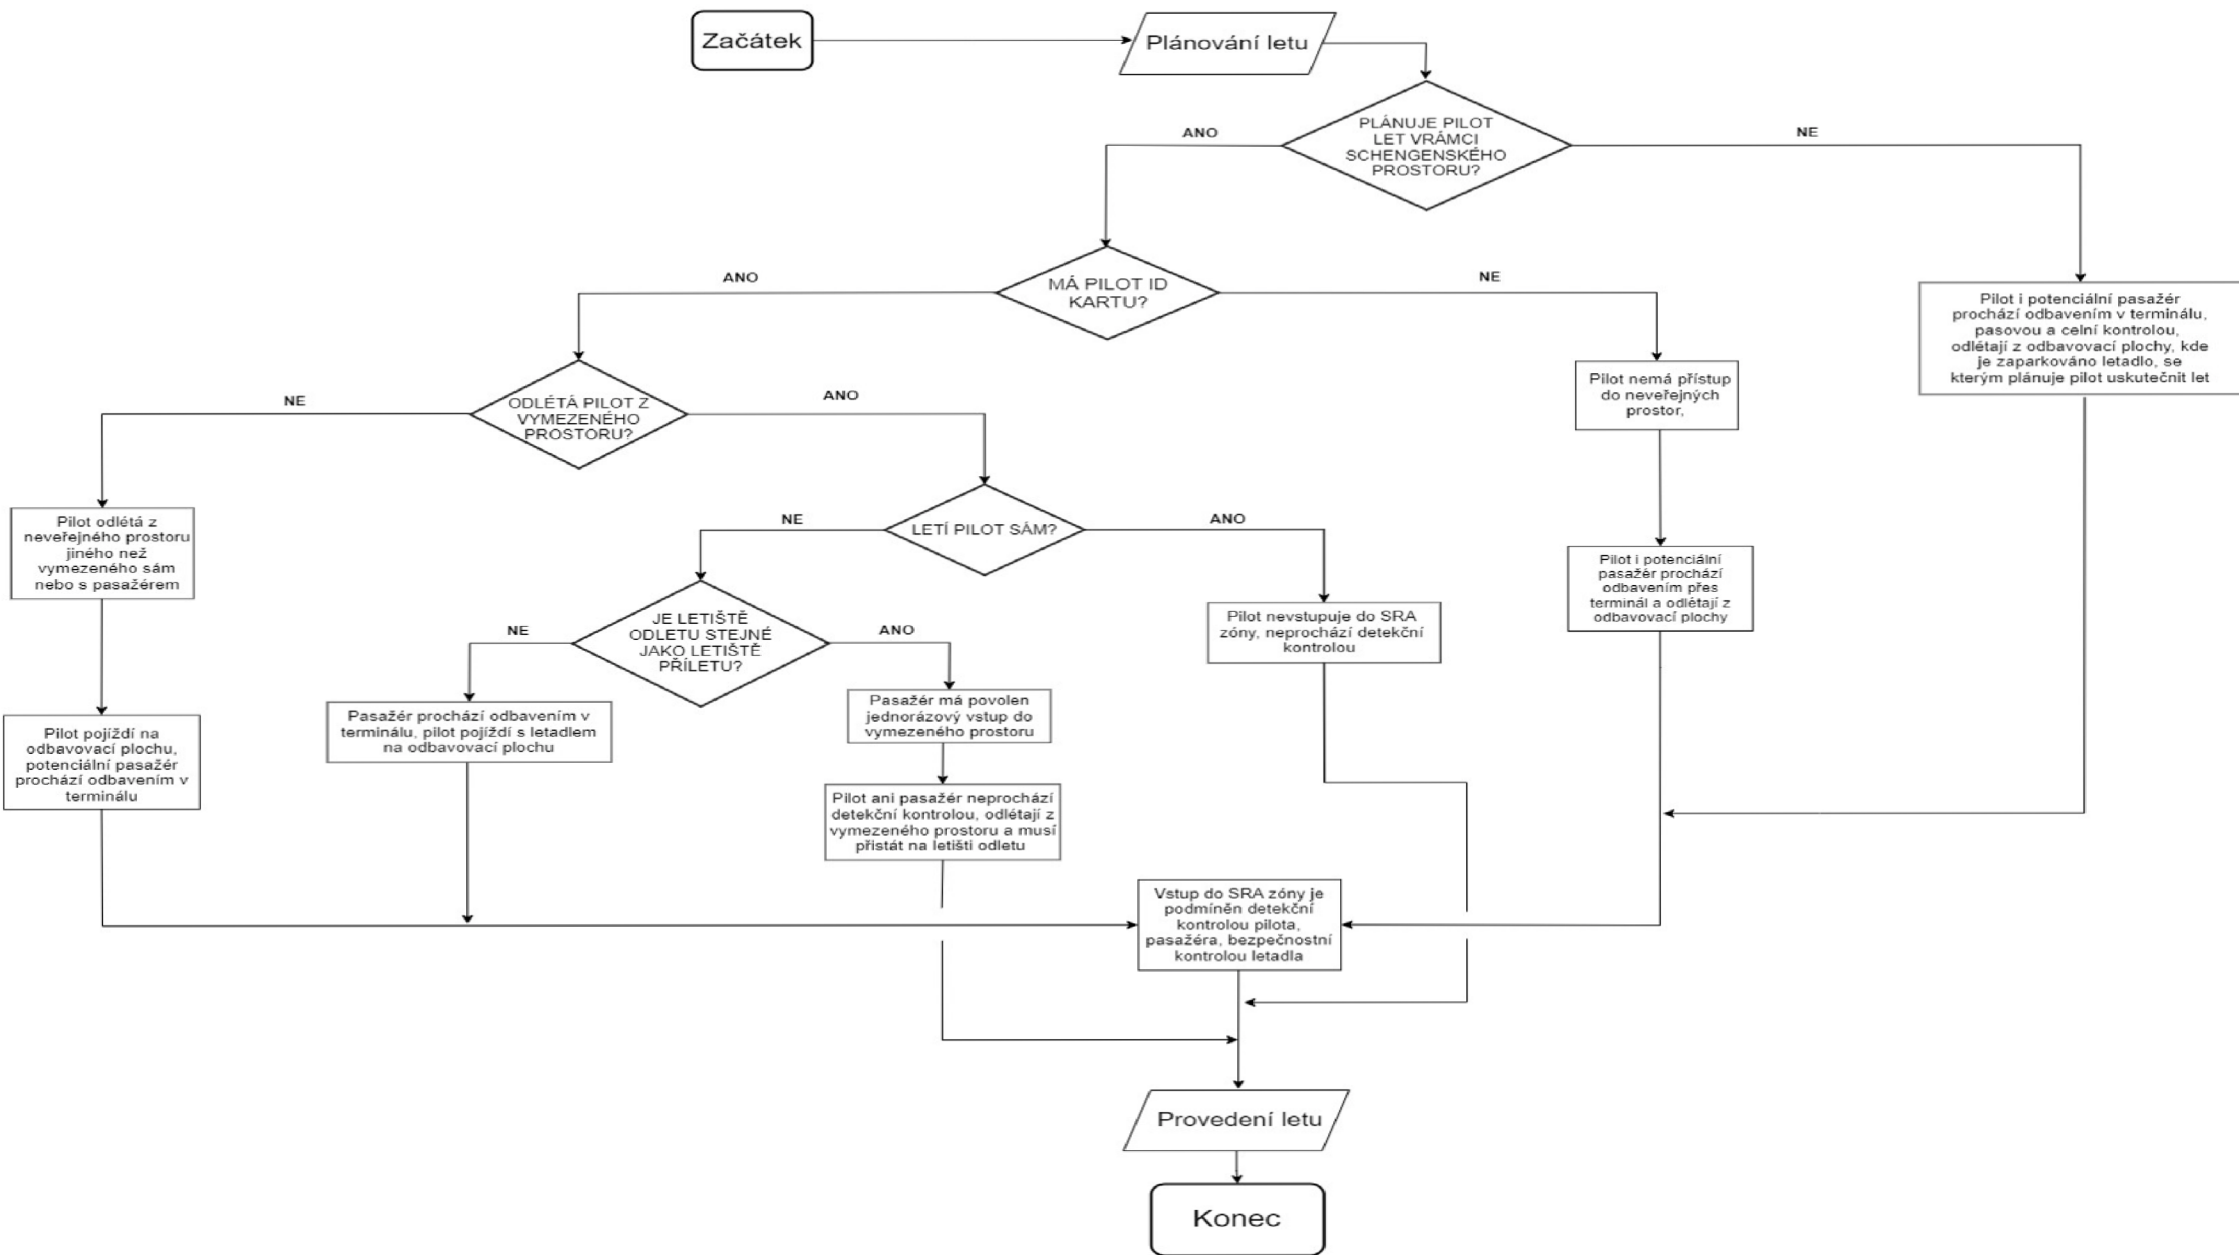 Začátek
Plánování letu
PLÁNUJE PILOT
LET VRÁMCI
SCHENGENSKÉHO
PROSTORU?
ANO
NE
MÁ PILOT ID
KARTU?
ANO
NE
Pilot i potenciální pasažér
prochází odbavením v terminálu,
pasovou a celní kontrolou,
odlétají z odbavovací plochy, kde
je zaparkováno letadlo, se
kterým plánuje pilot uskutečnit let
Pilot nemá přístup
do neveřejných
prostor,
ODLÉTÁ PILOT Z
VYMEZENÉHO
PROSTORU?
NE
ANO
Pilot odlétá z
neveřejného prostoru
jiného než
vymezeného sám
nebo s pasažérem
LETÍ PILOT SÁM?
NE
ANO
Pilot i potenciální
pasažér prochází
odbavením přes
terminál a odlétají z
odbavovací plochy
JE LETIŠTĚ
ODLETU STEJNÉ
JAKO LETIŠTĚ
PŘÍLETU?
NE
ANO
Pilot nevstupuje do SRA
zóny, neprochází detekční
kontrolou
Pilot pojíždí na
odbavovací plochu,
potenciální pasažér
prochází odbavením v
terminálu
Pasažér prochází odbavením v
terminálu, pilot pojíždí s letadlem
na odbavovací plochu
Pasažér má povolen
jednorázový vstup do
vymezeného prostoru
Pilot ani pasažér neprochází
detekční kontrolou, odlétají z
vymezeného prostoru a musí
přistát na letišti odletu
Vstup do SRA zóny je
podmíněn detekční
kontrolou pilota,
pasažéra, bezpečnostní
kontrolou letadla
Provedení letu
Konec